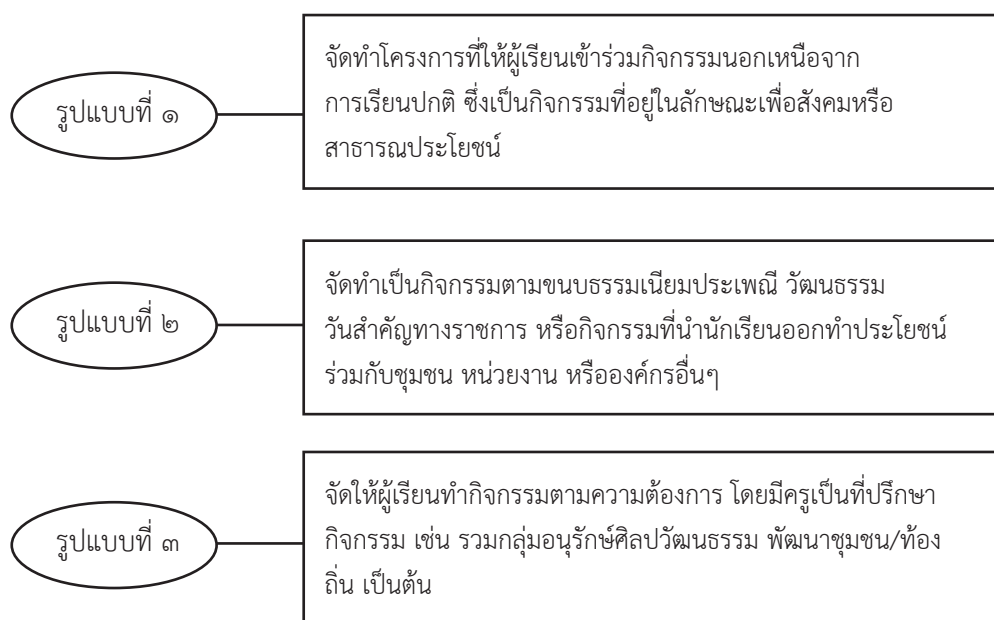 รูปแบบที่ ๑
จัดทำโครงการที่ให้ผู้เรียนเข้าร่วมกิจกรรมนอกเหนือจาก
การเรียนปกติ ซึ่งเป็นกิจกรรมที่อยู่ในลักษณะเพื่อสังคมหรือ
สาธารณประโยชน์
รูปแบบที่ ๒
จัดทำเป็นกิจกรรมตามขนบธรรมเนียมประเพณี วัฒนธรรม
วันสำคัญทางราชการ หรือกิจกรรมที่นำนักเรียนออกทำประโยชน์
ร่วมกับชุมชน หน่วยงาน หรือองค์กรอื่นๆ
รูปแบบที่ ๓
จัดให้ผู้เรียนทำกิจกรรมตามความต้องการ โดยมีครูเป็นที่ปรึกษา
กิจกรรม เช่น รวมกลุ่มอนุรักษ์ศิลปวัฒนธรรม พัฒนาชุมชน/ท้อง
ถิ่น เป็นต้น